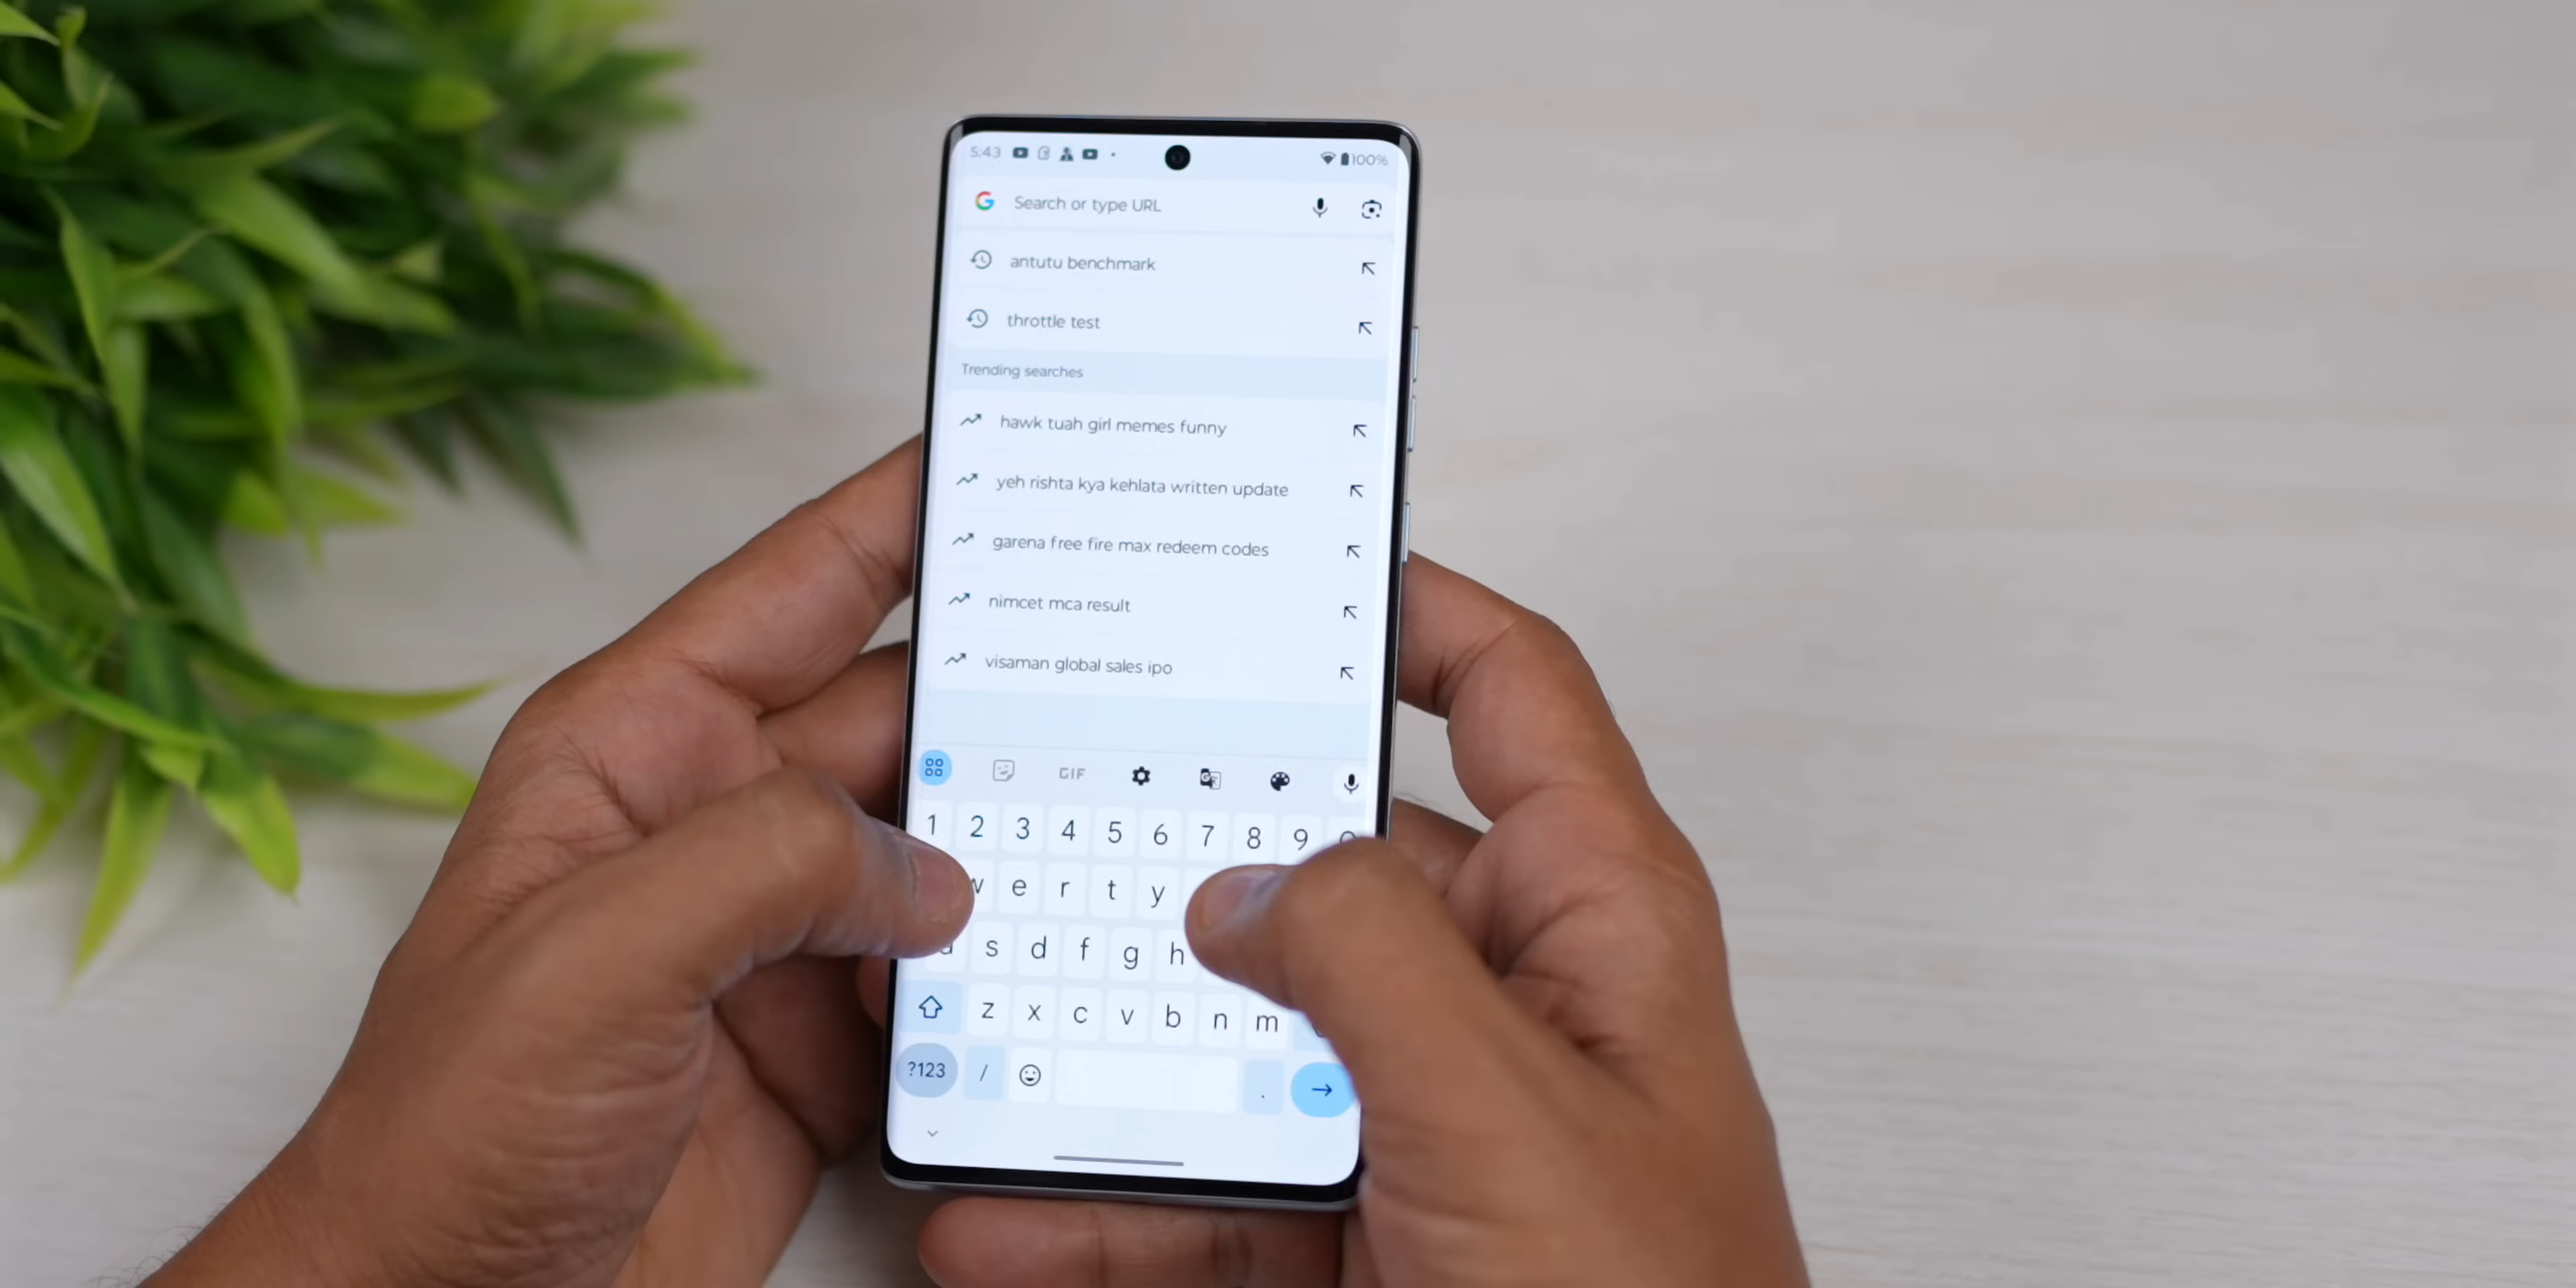 5:43 100%
Search or type URL
antutu benchmark
throttle test
Trending searches
hawk tuah girl memes funny
yeh rishta kya kehlata written update
garena free fire max redeem codes
nimcet mca result
visaman global sales ipo
GIF
1 2 3 4 5 6 7 8 9
w e r t y
a s d f g h
z x c v b n m
?123 / .